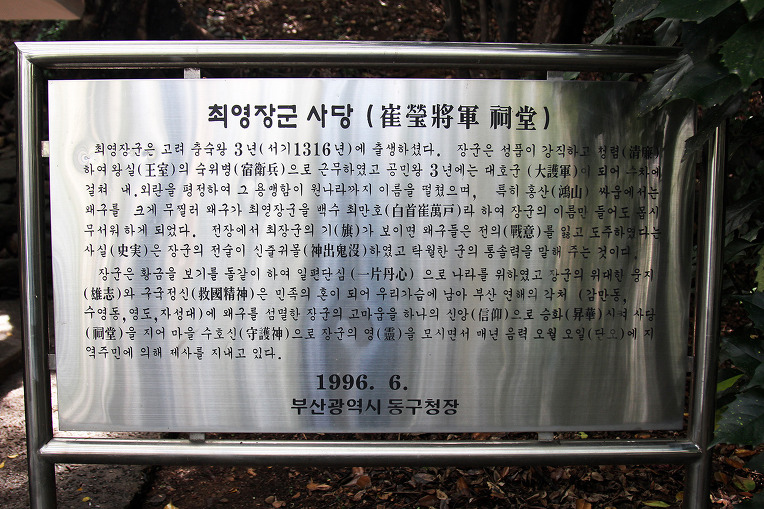 최영장군 사당 (崔瑩將軍 祠堂)
최영장군은 고려 충숙왕 3년(서기1316년)에 출생하셨다. 장군은 성품이 강직하고 청렴(清廉)
하여 왕실(王室)의 숙위병(宿衛兵)으로 근무하였고 공민왕 3년에는 대호군 (大護軍)이 되어 수차에
걸쳐 내.외란을 평정하여 그 용맹함이 원나라까지 이름을 떨쳤으며, 특히 홍산(鴻山) 싸움에서는
왜구를 크게 무찔러 왜구가 최영장군을 백수 최만호(白首崔萬戶)라 하여 장군의 이름만 들어도 몹시
무서워하게 되었다. 전장에서 최장군의 기(旗)가 보이면 왜구들은 전의(戰意)를 잃고 도주하였다는
사실(史実)은 장군의 전술이 신출귀몰(神出鬼沒)하였고 탁월한 군의 통솔력을 말해 주는 것이다.
장군은 황금을 보기를 돌같이 하여 일편단심(一片丹心) 으로 나라를 위하였고 장군의 위대한 웅지
(雄志)와 구국정신(救國精神)은 민족의 혼이 되어 우리가슴에 남아 부산 연해의 각처 (감만동,
수영동,영도,자성대)에 왜구를 섬멸한 장군의 고마움을 하나의 신앙(信仰)으로 승화(昇華)시켜 사당
(祠堂)을 지어 마을 수호신(守護神)으로 장군의 영(靈)을 모시면서 매년 음력 오월 오일(단오)에 지
역주민에 의해 제사를 지내고 있다.
1996. 6.
부산광역시 동구청장